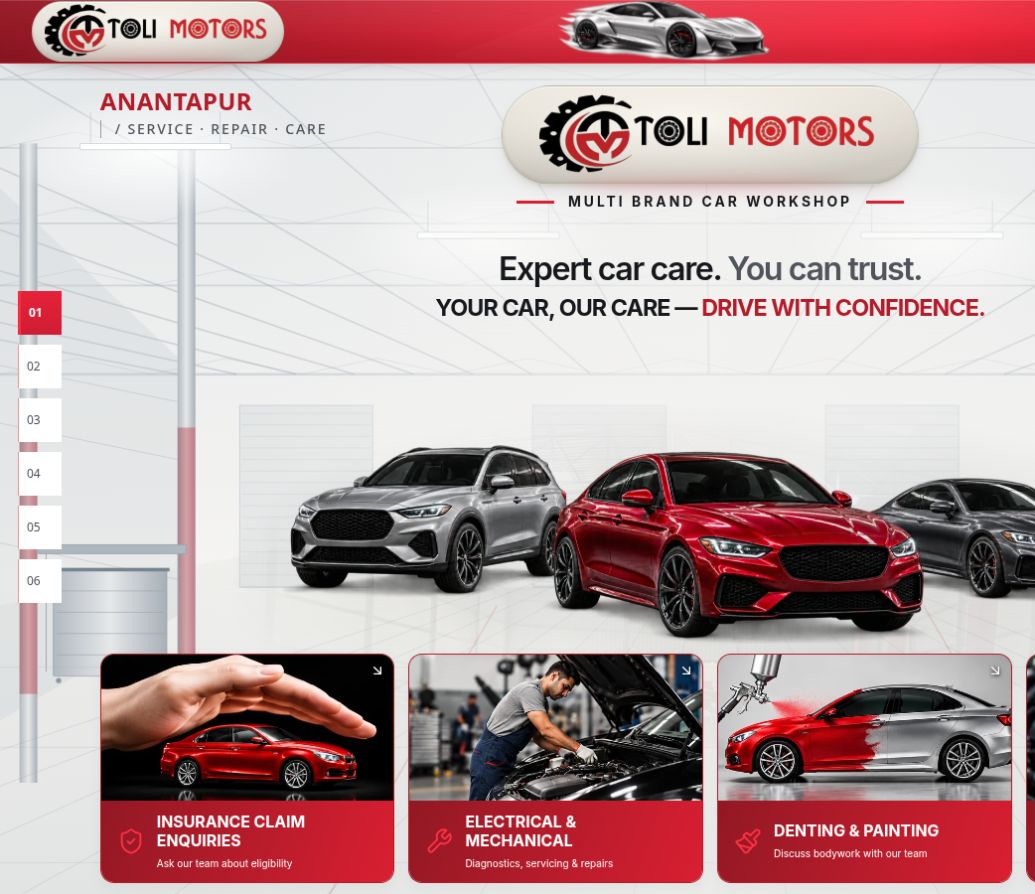 TOLI MOTORS
ANANTAPUR
/ SERVICE · REPAIR · CARE
TOLI MOTORS
MULTI BRAND CAR WORKSHOP
Expert car care. You can trust.
YOUR CAR, OUR CARE — DRIVE WITH CONFIDENCE.
01
02
03
04
05
06
INSURANCE CLAIM
ENQUIRIES
Ask our team about eligibility
ELECTRICAL &
MECHANICAL
Diagnostics, servicing & repairs
DENTING & PAINTING
Discuss bodywork with our team